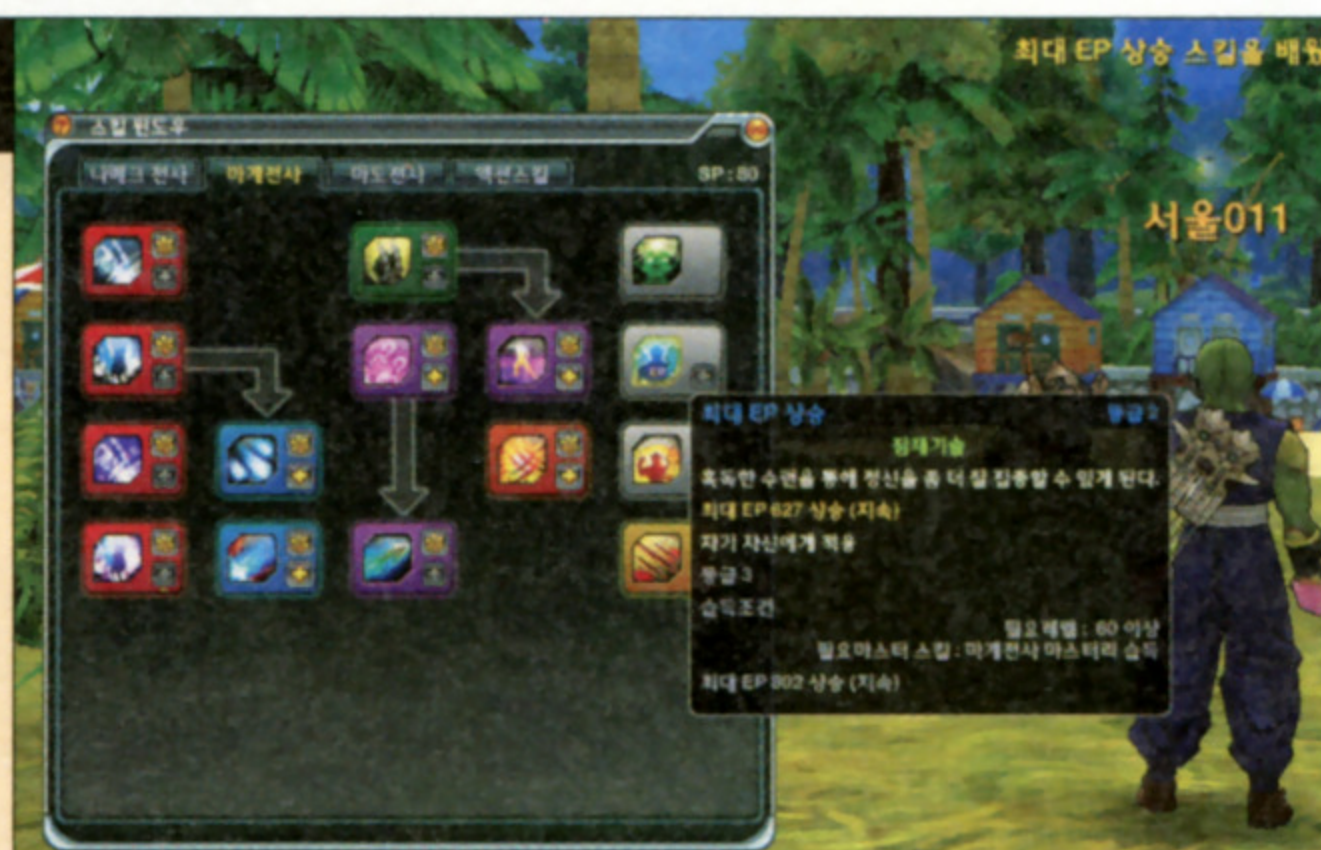 최대 EP 상승 스킬을 배웠
스킬 윈도우
나메크 전사 마계전사 마도전사 액션스킬 SP : 80
서울011
최대 EP 상승 등급 2
잠재기술
혹독한 수련을 통해 정신을 좀 더 잘 집중할 수 있게 된다.
최대 EP 627 상승 (지속)
자기 자신에게 적용
등급 3
습득조건
필요레벨 : 60 이상
필요마스터 스킬 : 마계전사 마스터리 습득
최대 EP 802 상승 (지속)